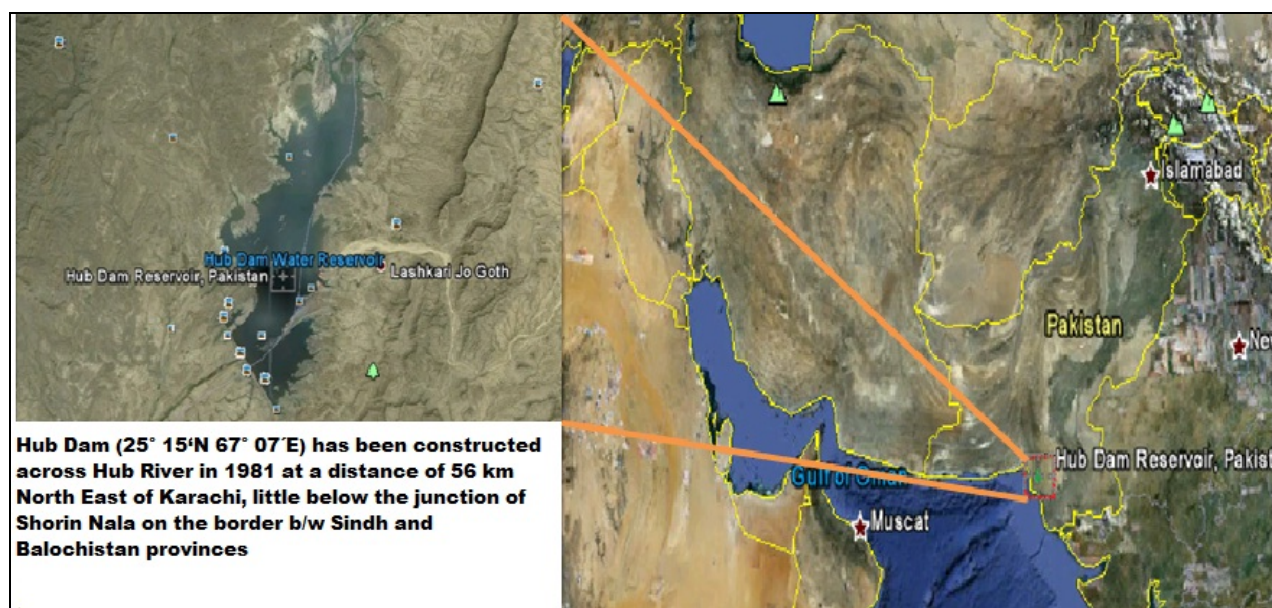 Hub Dam Water Reservoir
Hub Dam Reservoir, Pakistan
Lashkari Jo Goth
Hub Dam (25° 15‘N 67° 07´E) has been constructed
across Hub River in 1981 at a distance of 56 km
North East of Karachi, little below the junction of
Shorin Nala on the border b/w Sindh and
Balochistan provinces
Islamabad
Pakistan
Hub Dam Reservoir, Pakist
Gulf of Oman
Muscat